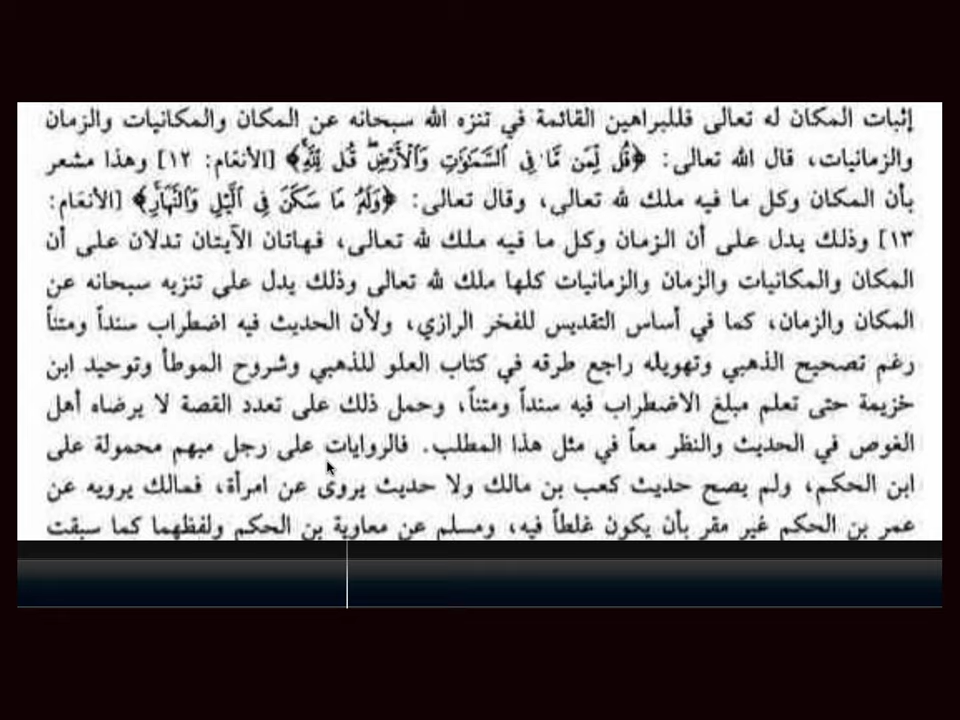 إثبات المكان له تعالى فللبراهين القائمة في تنزه الله سبحانه عن المكان والمكانيات والزمان
والزمانيات، قال الله تعالى: ﴿قُل لِّمَن مَّا فِى ٱلسَّمَٰوَٰتِ وَٱلْأَرْضِۖ قُل لِّلَّهِۚ﴾ [الأنعَام: ١٢] وهذا مشعر
بأن المكان وكل ما فيه ملك لله تعالى، وقال تعالى: ﴿وَلَهُۥ مَا سَكَنَ فِى ٱلَّيْلِ وَٱلنَّهَارِۚ﴾ [الأنعَام:
١٣] وذلك يدل على أن الزمان وكل ما فيه ملك لله تعالى، فهاتان الآيتان تدلان على أن
المكان والمكانيات والزمان والزمانيات كلها ملك لله تعالى وذلك يدل على تنزيه سبحانه عن
المكان والزمان، كما في أساس التقديس للفخر الرازي، ولأن الحديث فيه اضطراب سنداً ومتناً
رغم تصحيح الذهبي وتهويله راجع طرقه في كتاب العلو للذهبي وشروح الموطأ وتوحيد ابن
خزيمة حتى تعلم مبلغ الاضطراب فيه سنداً ومتناً، وحمل ذلك على تعدد القصة لا يرضاه أهل
الغوص في الحديث والنظر معاً في مثل هذا المطلب. فالروايات على رجل مبهم محمولة على
ابن الحكم، ولم يصح حديث كعب بن مالك ولا حديث يروى عن امرأة، فمالك يرويه عن
عمر بن الحكم غير مقر بأن يكون غلطاً فيه، ومسلم عن معاوية بن الحكم ولفظهما كما سبقت